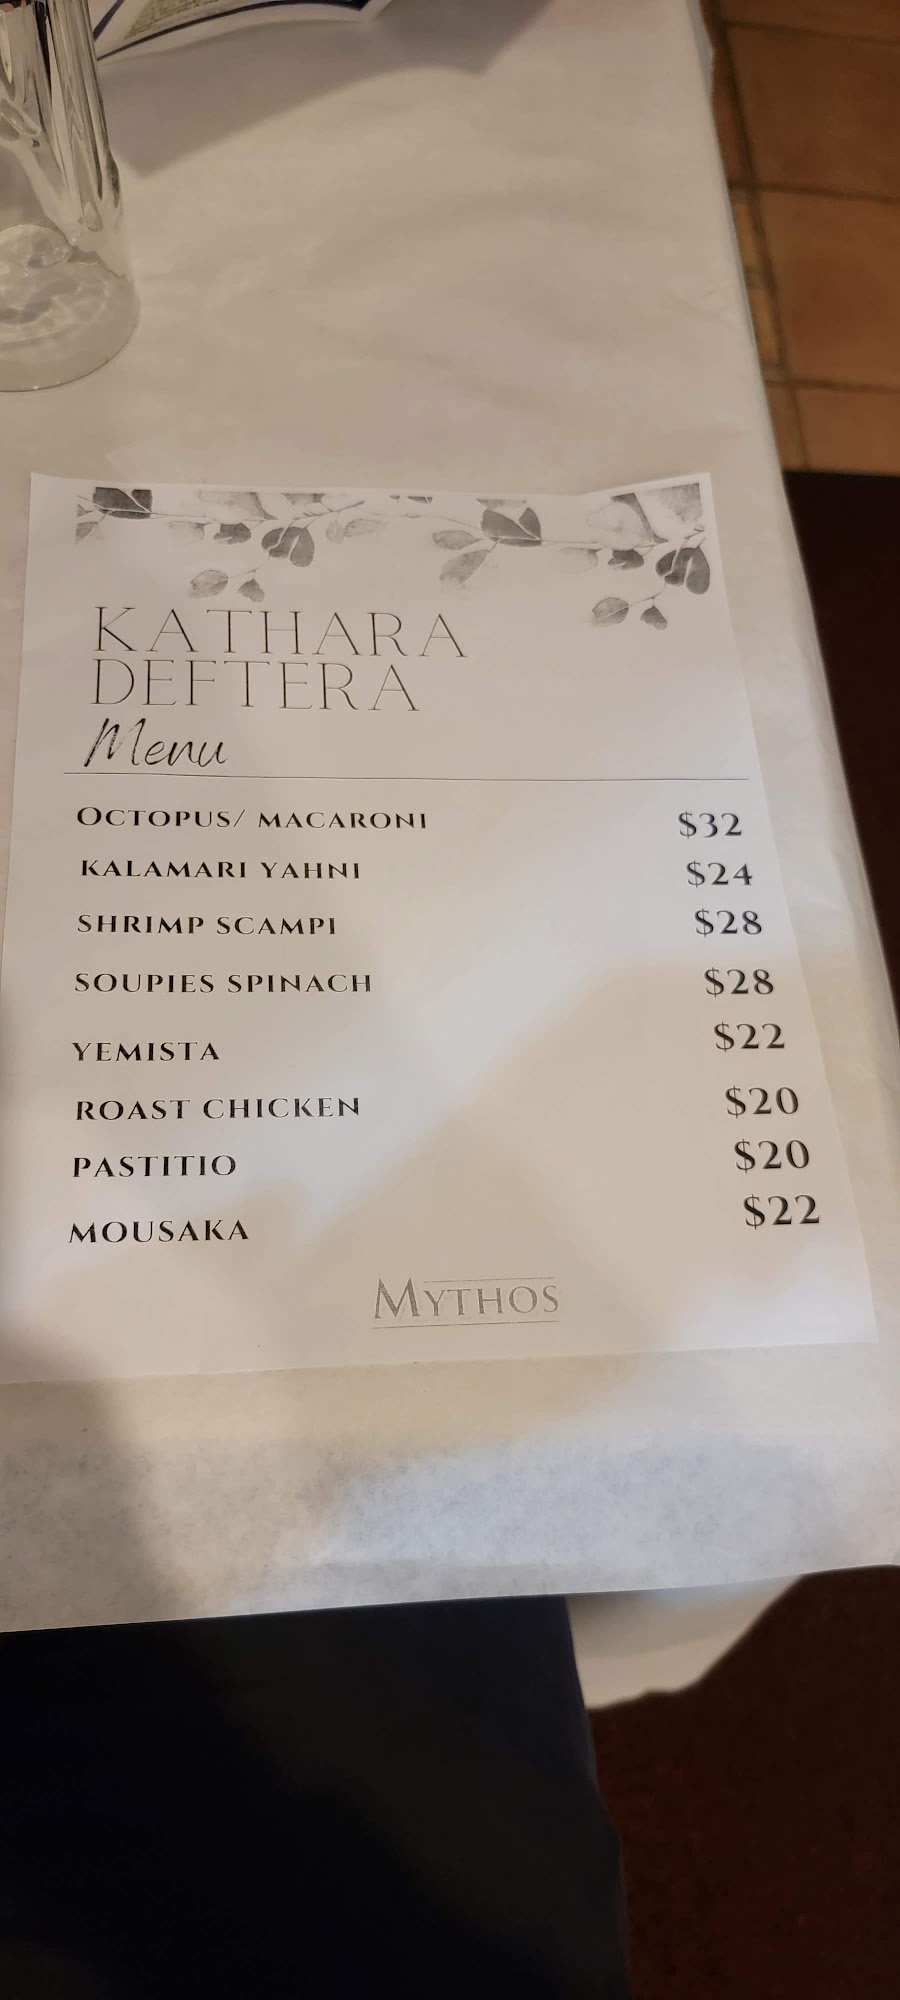 KATHARA
DEFTERA
Menu
OCTOPUS/ MACARONI $32
KALAMARI YAHNI $24
SHRIMP SCAMPI $28
SOUPIES SPINACH $28
YEMISTA $22
ROAST CHICKEN $20
PASTITIO $20
MOUSAKA $22
MYTHOS